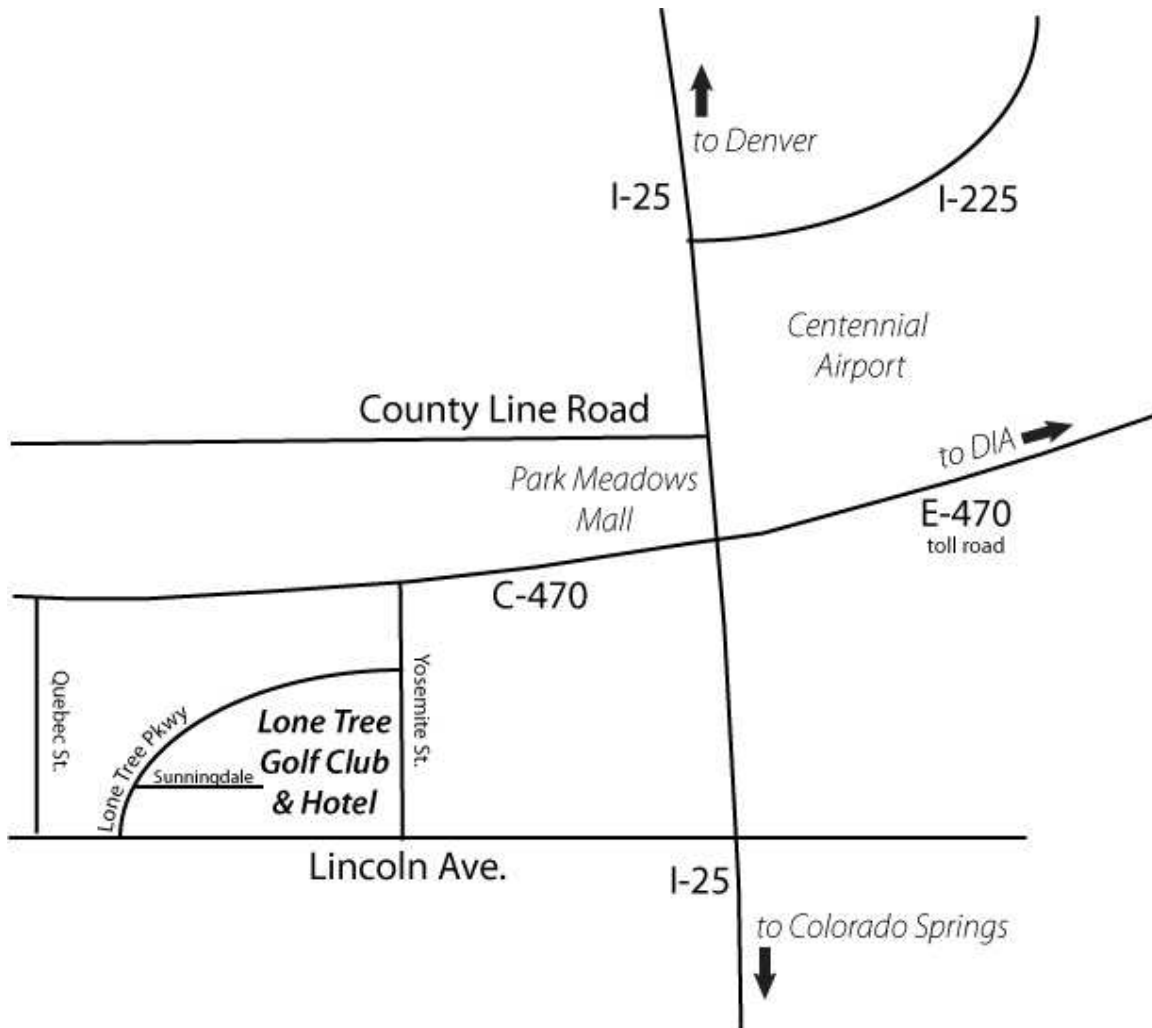 to Denver
I-25
I-225
Centennial
Airport
County Line Road
to DIA
Park Meadows
Mall
E-470
toll road
C-470
Quebec St.
Yosemite St.
Lone Tree Pkwy
Lone Tree
Golf Club
& Hotel
Sunningdale
Lincoln Ave.
I-25
to Colorado Springs